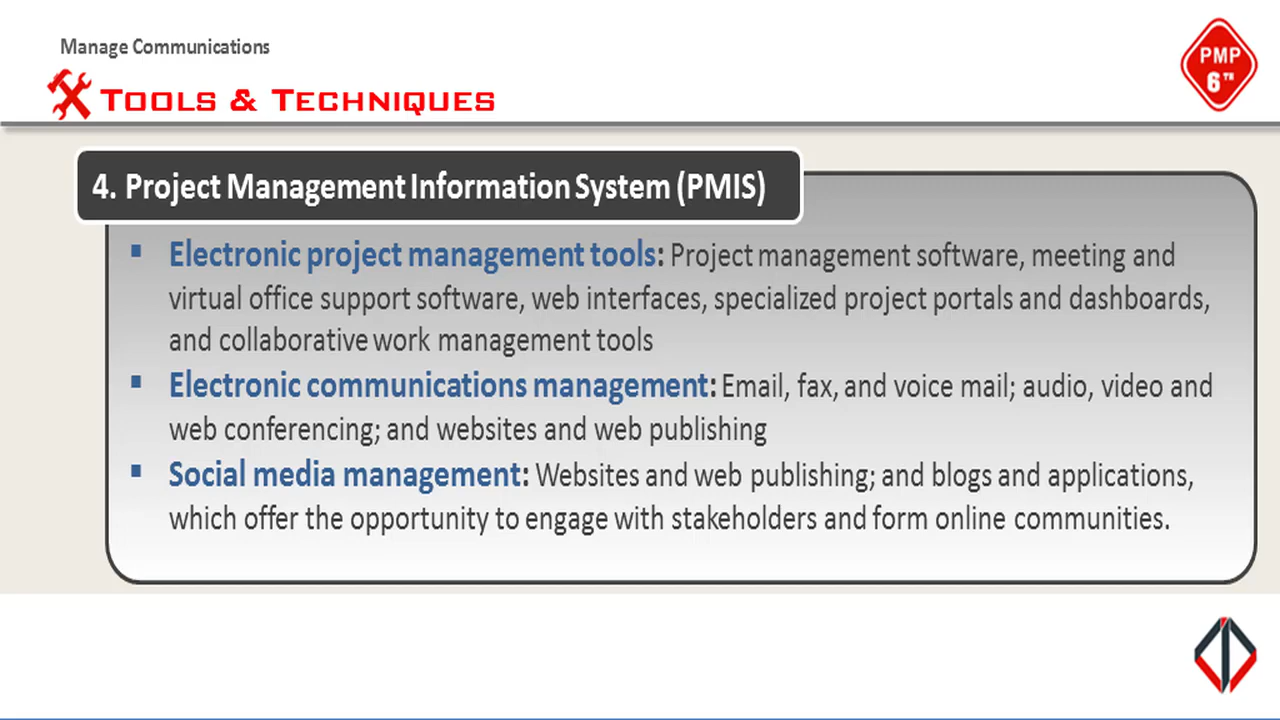 Manage Communications
TOOLS & TECHNIQUES
PMP
6TH
4. Project Management Information System (PMIS)
▪ Electronic project management tools: Project management software, meeting and
virtual office support software, web interfaces, specialized project portals and dashboards,
and collaborative work management tools
▪ Electronic communications management: Email, fax, and voice mail; audio, video and
web conferencing; and websites and web publishing
▪ Social media management: Websites and web publishing; and blogs and applications,
which offer the opportunity to engage with stakeholders and form online communities.